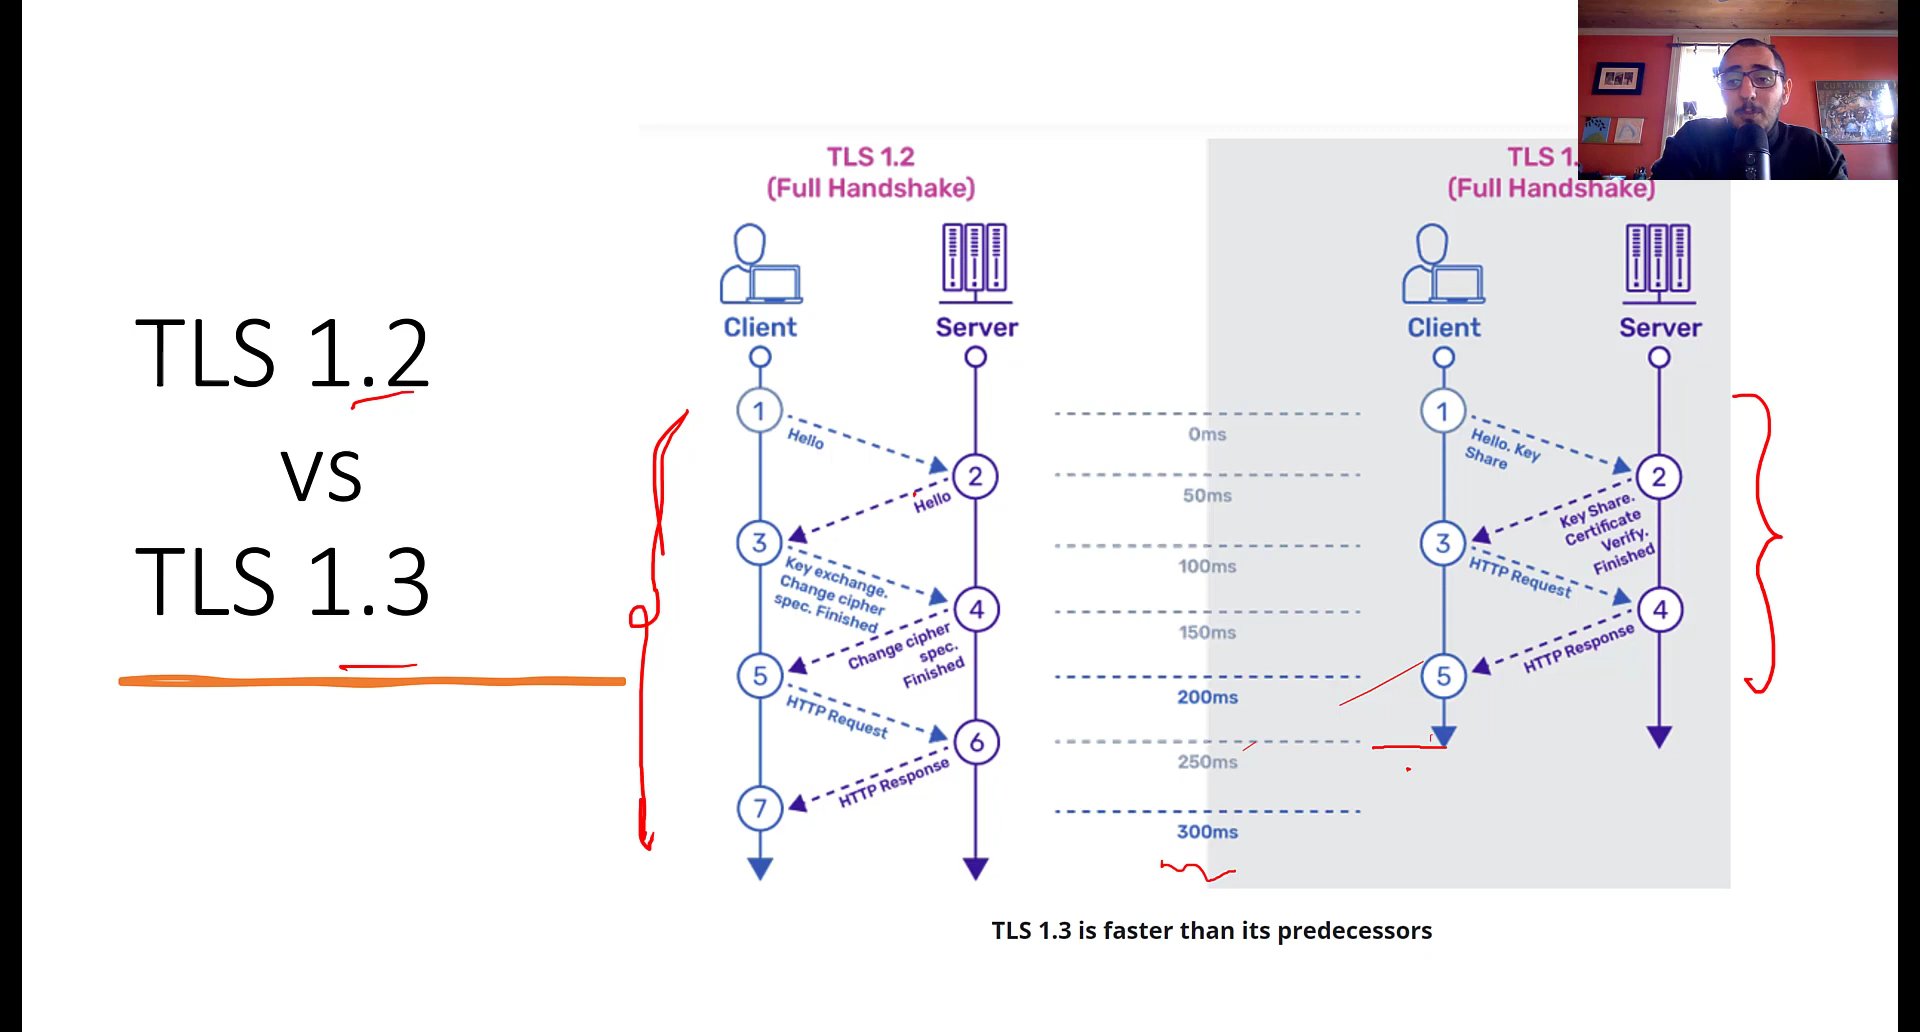 TLS 1.2
vs
TLS 1.3
TLS 1.2
(Full Handshake)
Client
Server
1
Hello
2
Hello
3
Key exchange.
Change cipher
spec. Finished
4
Change cipher
spec.
Finished
5
HTTP Request
6
HTTP Response
7
0ms
50ms
100ms
150ms
200ms
250ms
300ms
TLS 1.
(Full Handshake)
Client
Server
1
Hello. Key
Share
2
Key Share.
Certificate
Verify.
Finished
3
HTTP Request
4
HTTP Response
5
TLS 1.3 is faster than its predecessors